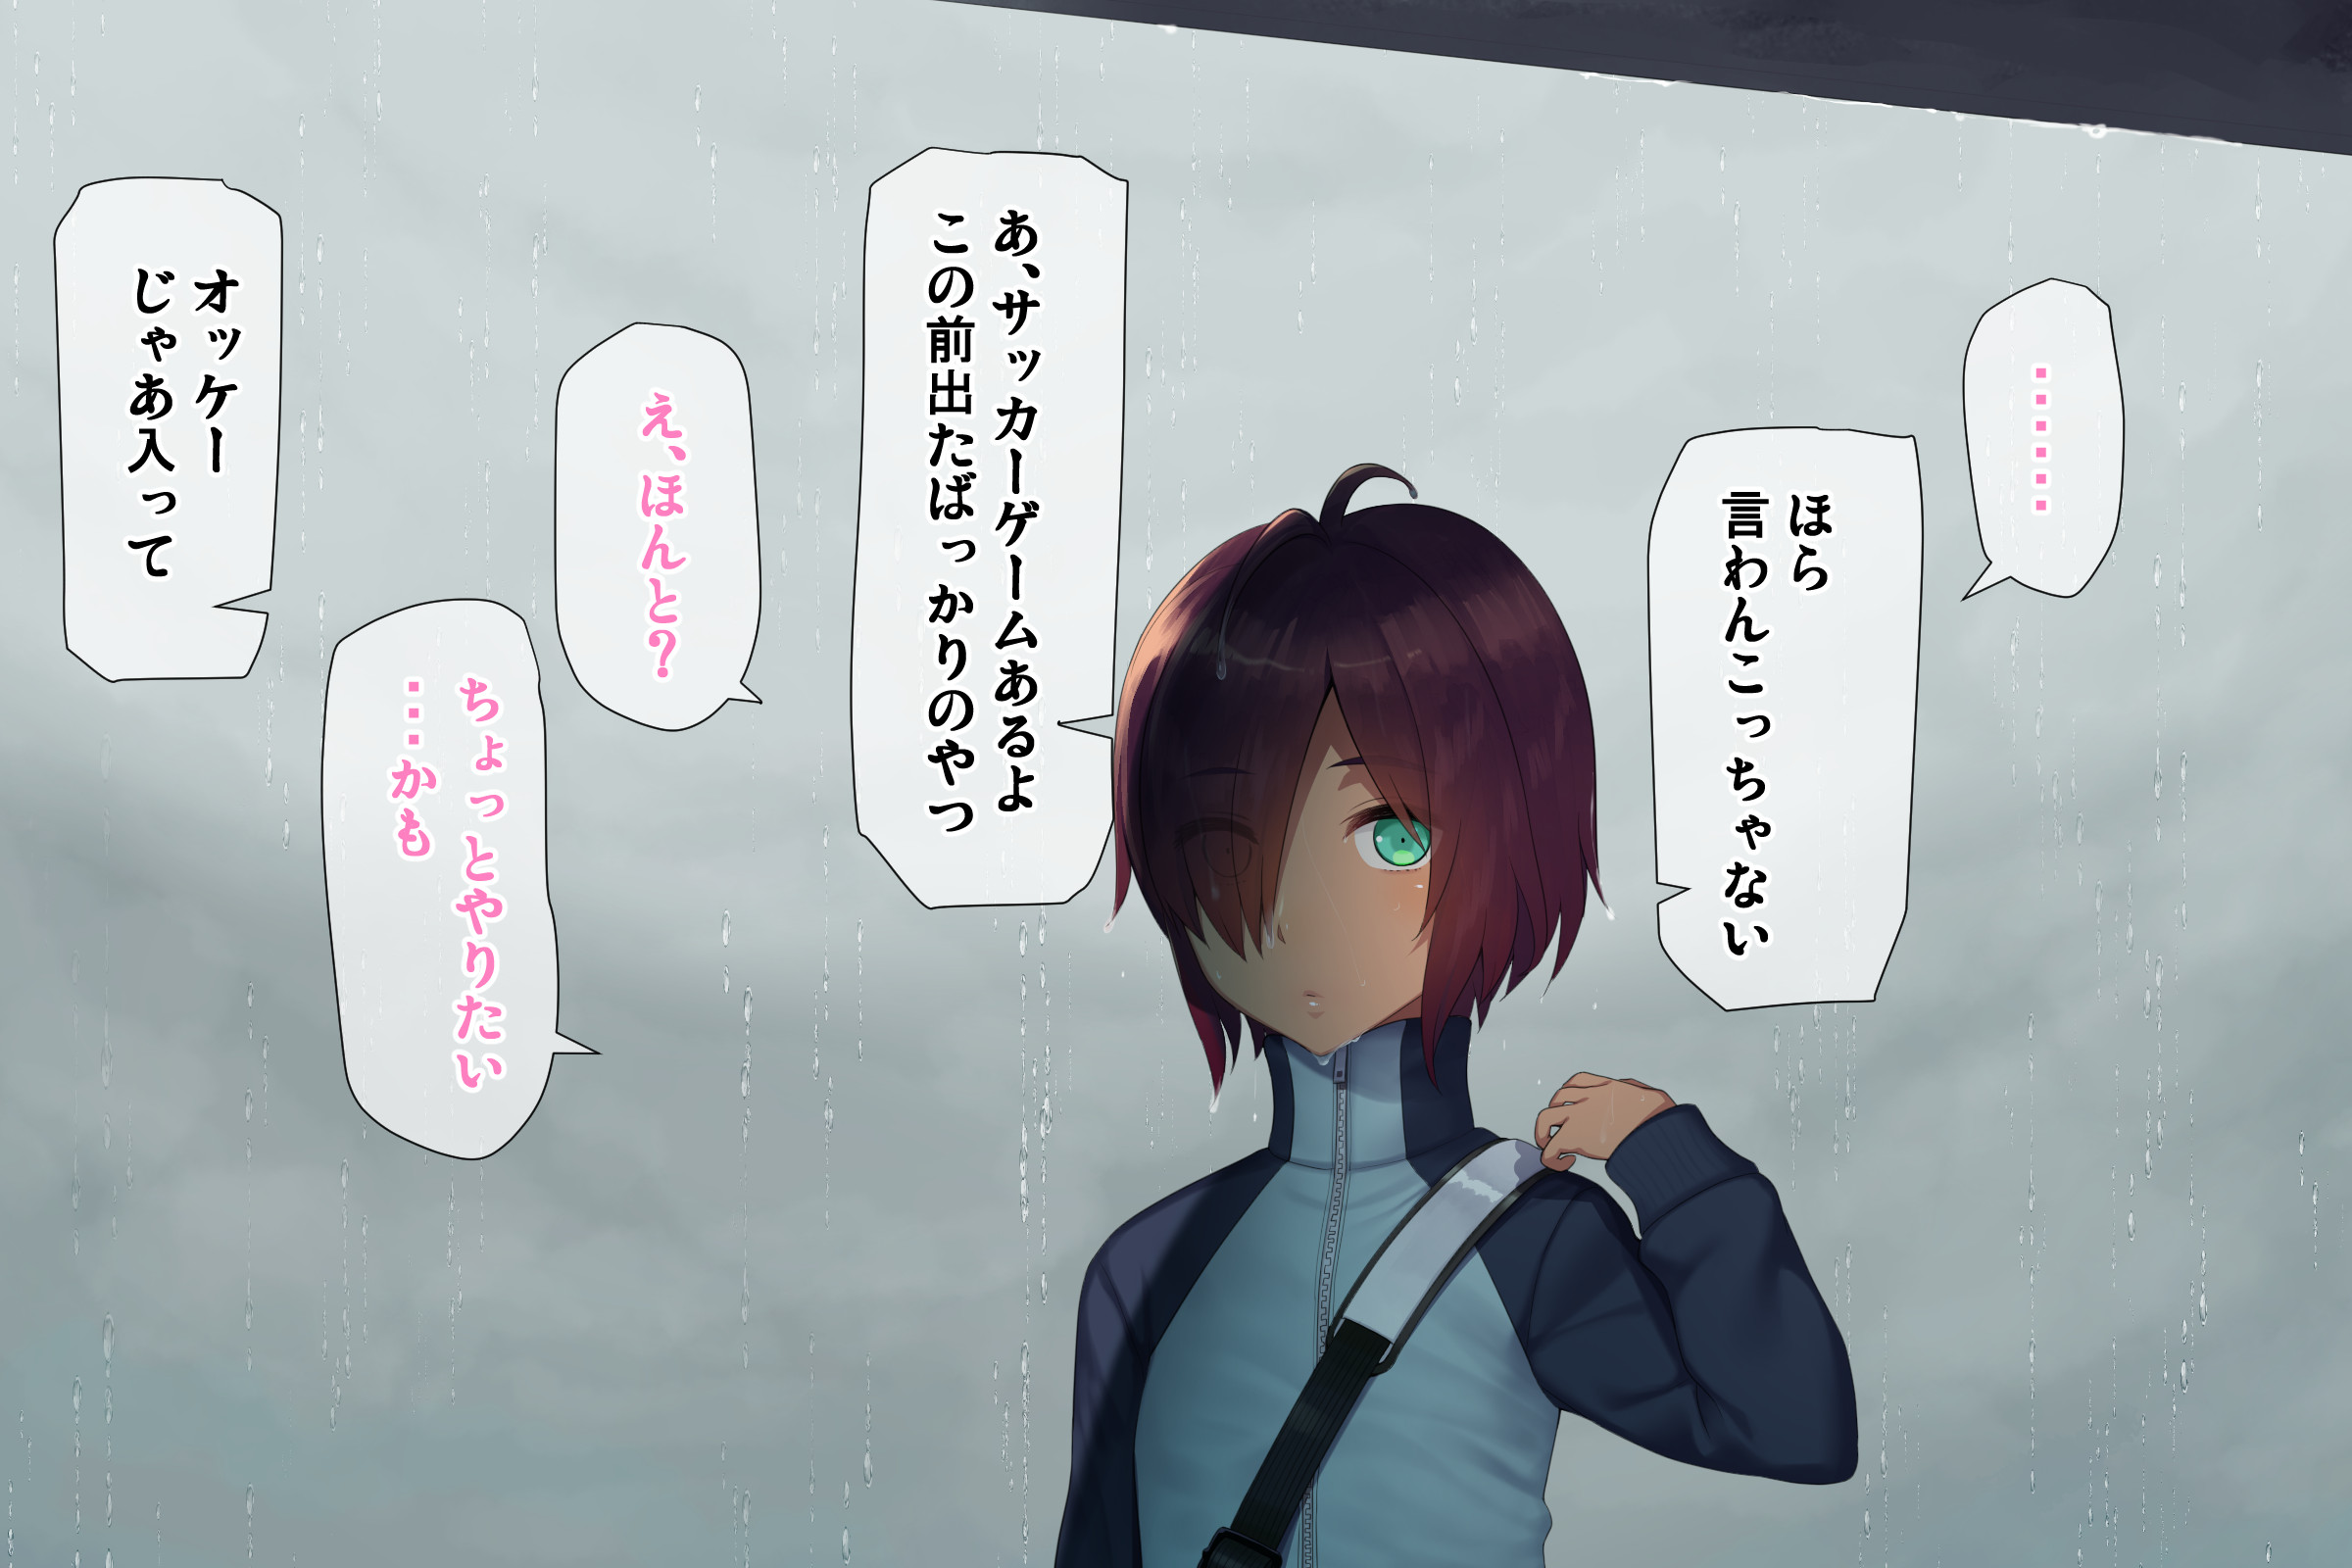 ……
ほら
言わんこっちゃない
あ、サッカーゲームあるよ
この前出たばっかりのやつ
え、ほんと?
ちょっとやりたい
…かも
オッケー
じゃあ入って